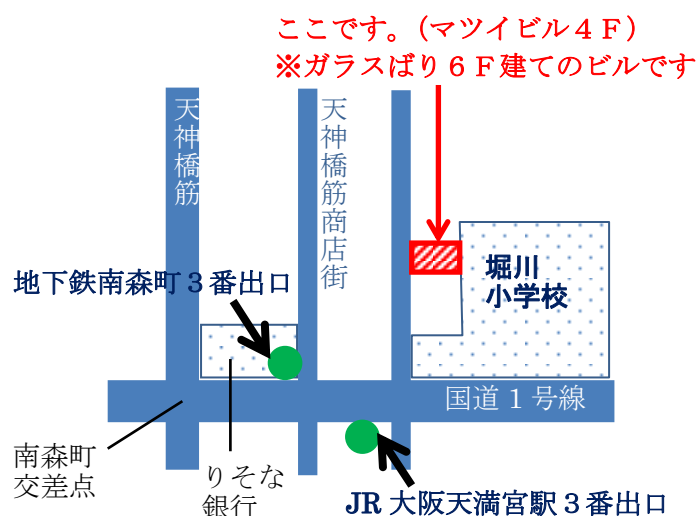 ここです。(マツイビル４Ｆ)
※ガラスばり６Ｆ建てのビルです
天神橋筋
天神橋筋商店街
堀川
小学校
地下鉄南森町３番出口
国道１号線
南森町
交差点
りそな
銀行
JR 大阪天満宮駅３番出口